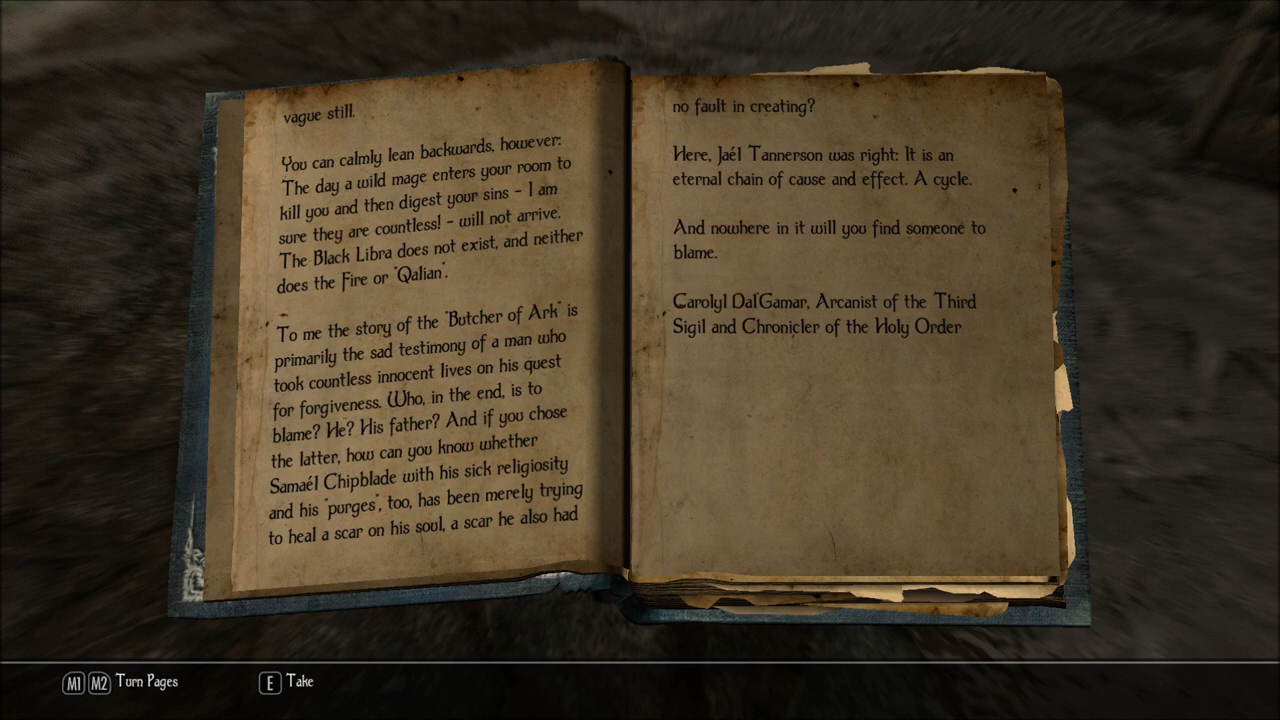 vague still.
You can calmly lean backwards, however:
The day a wild mage enters your room to
kill you and then digest your sins - I am
sure they are countless! - will not arrive.
The Black Libra does not exist, and neither
does the Fire or "Qalian".
To me the story of the "Butcher of Ark" is
primarily the sad testimony of a man who
took countless innocent lives on his quest
for forgiveness. Who, in the end, is to
blame? He? His father? And if you chose
the latter, how can you know whether
Samaél Chipblade with his sick religiosity
and his "purges", too, has been merely trying
to heal a scar on his soul, a scar he also had
no fault in creating?
Here, Jaél Tannerson was right: It is an
eternal chain of cause and effect. A cycle.
And nowhere in it will you find someone to
blame.
Carolyl Dal'Gamar, Arcanist of the Third
Sigil and Chronicler of the Holy Order
M1 M2 Turn Pages
E Take